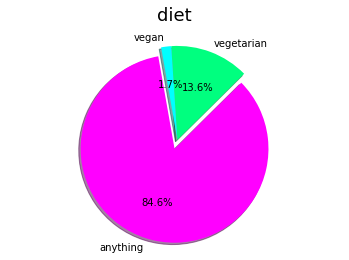 diet
vegan
vegetarian
1.7%
13.6%
84.6%
anything